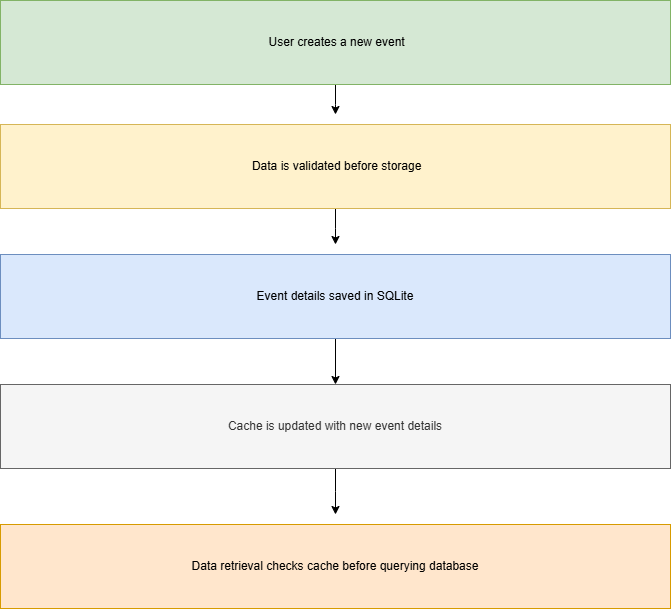 User creates a new event
Data is validated before storage
Event details saved in SQLite
Cache is updated with new event details
Data retrieval checks cache before querying database